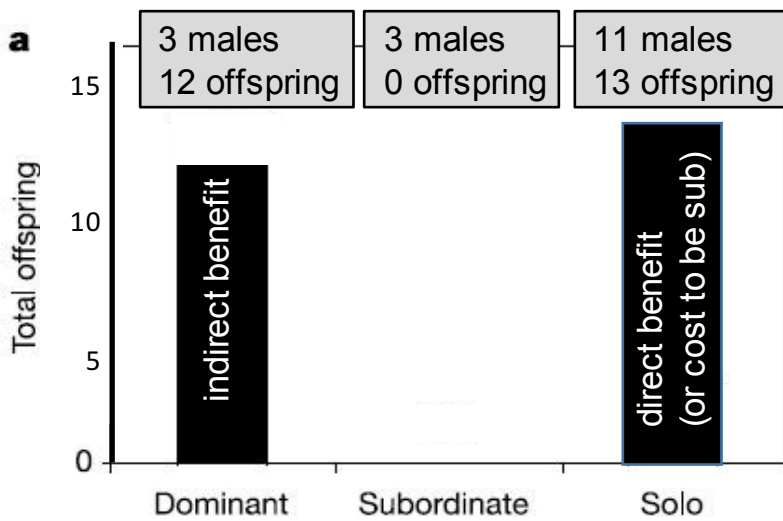 a
3 males
12 offspring
3 males
0 offspring
11 males
13 offspring
Total offspring
15
10
5
0
indirect benefit
direct benefit
(or cost to be sub)
Dominant
Subordinate
Solo